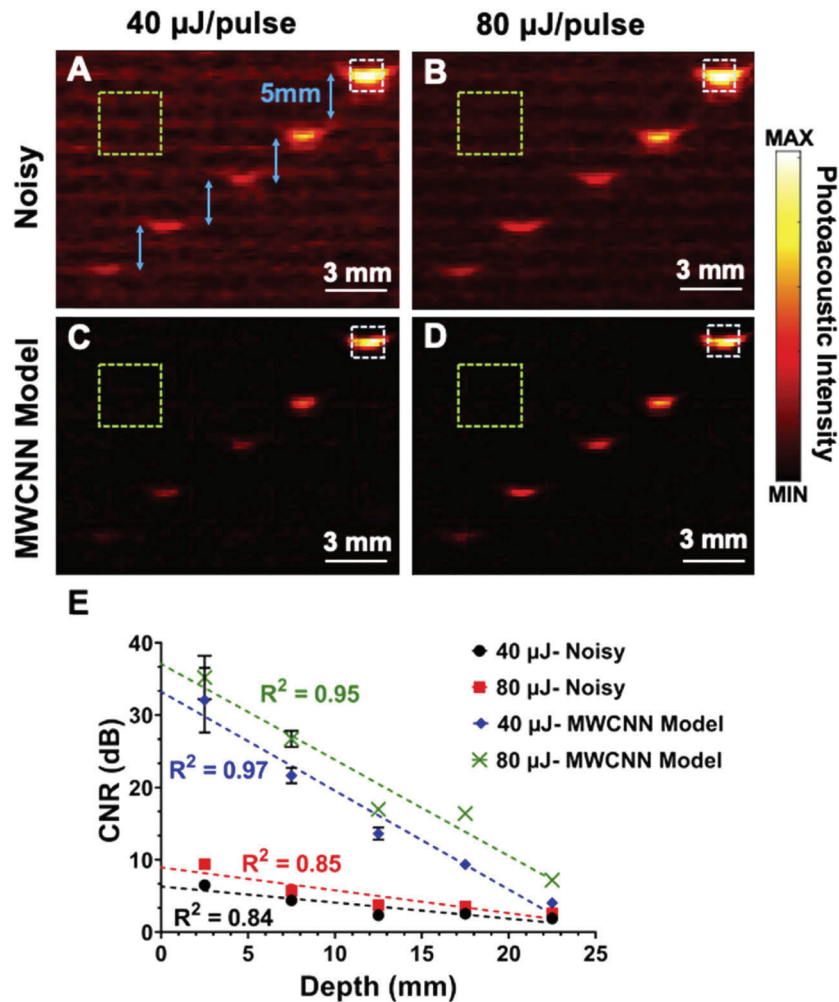 40 µJ/pulse 80 µJ/pulse
Noisy
A
5mm
3 mm
B
3 mm
MAX
Photoacoustic Intensity
MIN
MWCNN Model
C
3 mm
D
3 mm
E
CNR (dB)
40
30
20
10
0
R² = 0.95
R² = 0.97
R² = 0.85
R² = 0.84
40 µJ- Noisy
80 µJ- Noisy
40 µJ- MWCNN Model
80 µJ- MWCNN Model
0 5 10 15 20 25
Depth (mm)